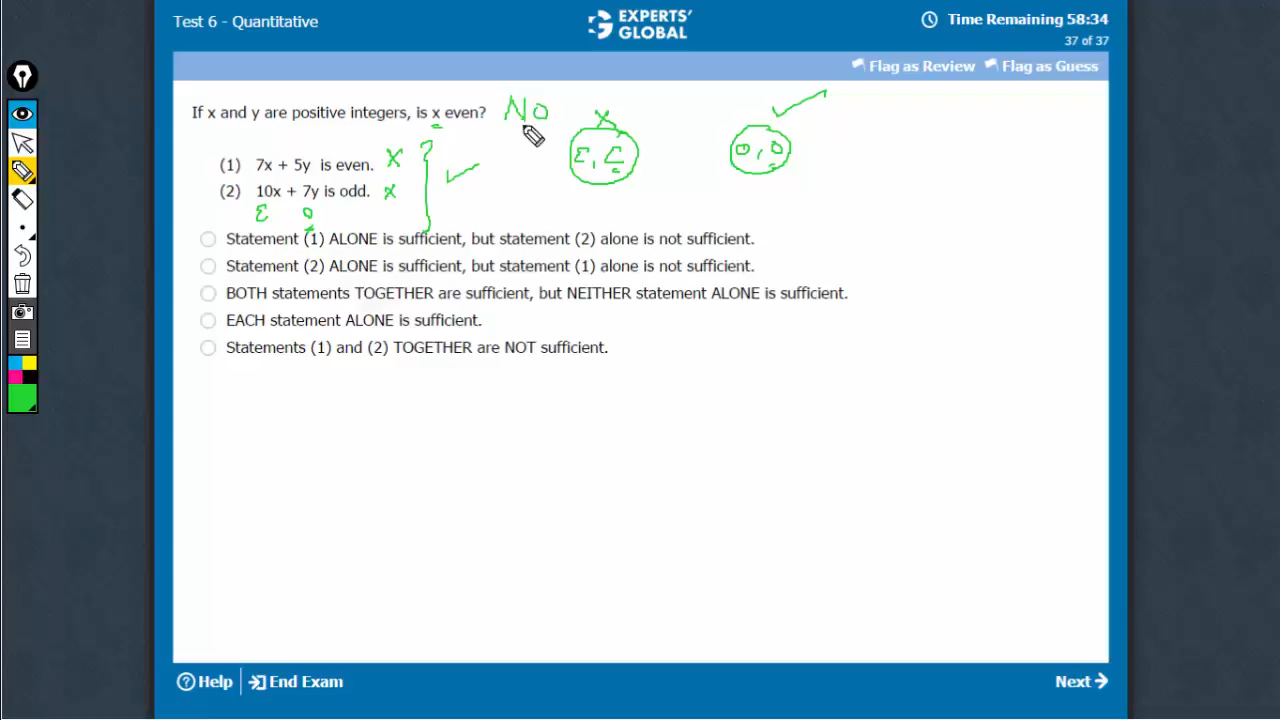 Test 6 - Quantitative
EXPERTS'
GLOBAL
Time Remaining 58:34
37 of 37
Flag as Review Flag as Guess
If x and y are positive integers, is x even? No
x
E, E
O, O
(1) 7x + 5y is even. x
(2) 10x + 7y is odd. x
E O
Statement (1) ALONE is sufficient, but statement (2) alone is not sufficient.
Statement (2) ALONE is sufficient, but statement (1) alone is not sufficient.
BOTH statements TOGETHER are sufficient, but NEITHER statement ALONE is sufficient.
EACH statement ALONE is sufficient.
Statements (1) and (2) TOGETHER are NOT sufficient.
Help End Exam Next